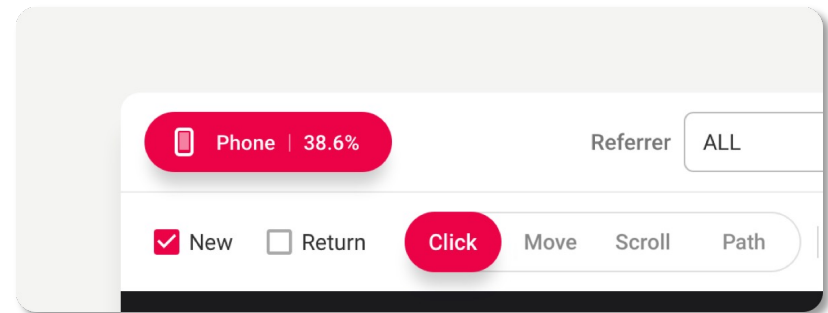 Phone | 38.6% Referrer ALL
New Return Click Move Scroll Path